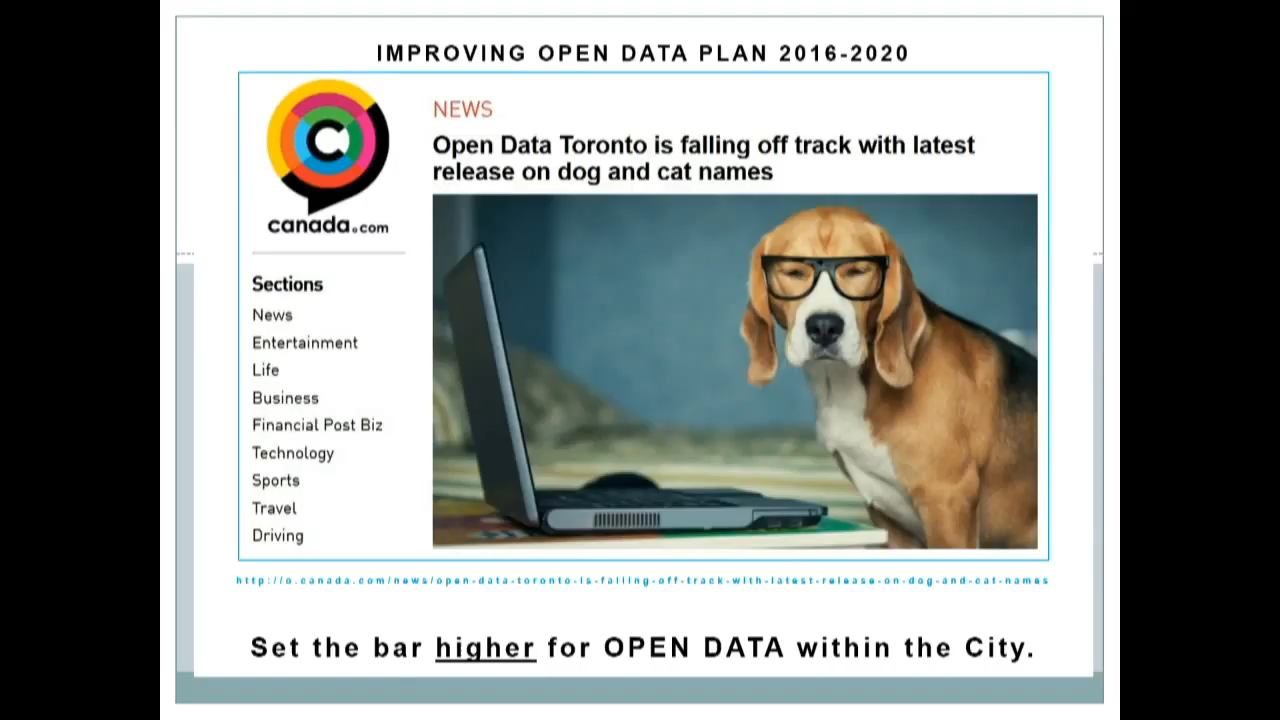 IMPROVING OPEN DATA PLAN 2016-2020
C
canada.com
NEWS
Open Data Toronto is falling off track with latest
release on dog and cat names
Sections
News
Entertainment
Life
Business
Financial Post Biz
Technology
Sports
Travel
Driving
http://o.canada.com/news/open-data-toronto-is-falling-off-track-with-latest-release-on-dog-and-cat-names
Set the bar higher for OPEN DATA within the City.